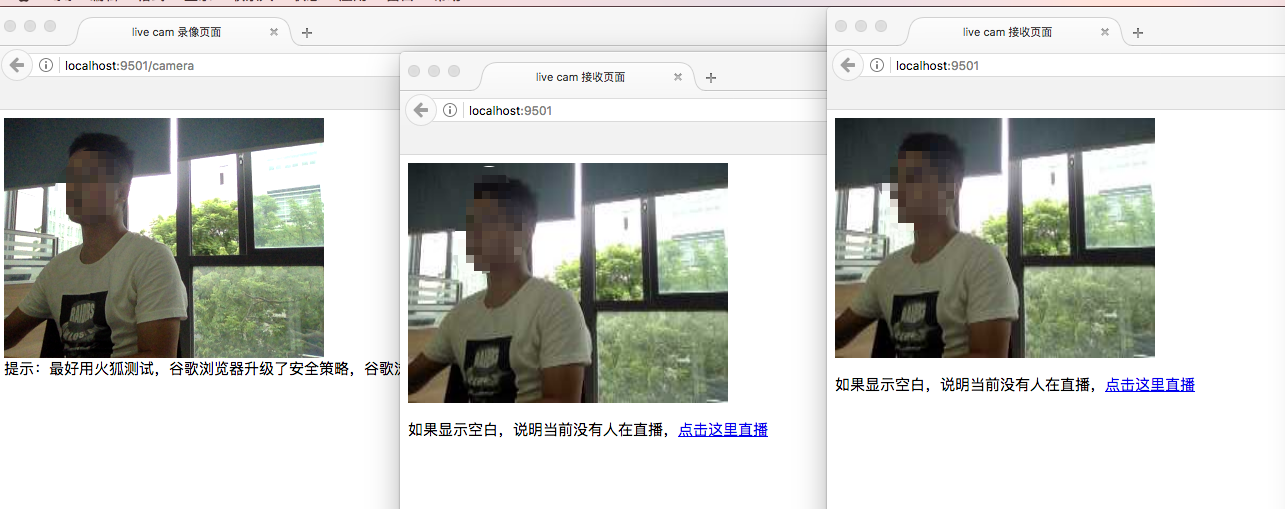 live cam 录像页面
localhost:9501/camera
提示：最好用火狐测试，谷歌浏览器升级了安全策略，谷歌
live cam 接收页面
localhost:9501
如果显示空白，说明当前没有人在直播，点击这里直播
live cam 接收页面
localhost:9501
如果显示空白，说明当前没有人在直播，点击这里直播